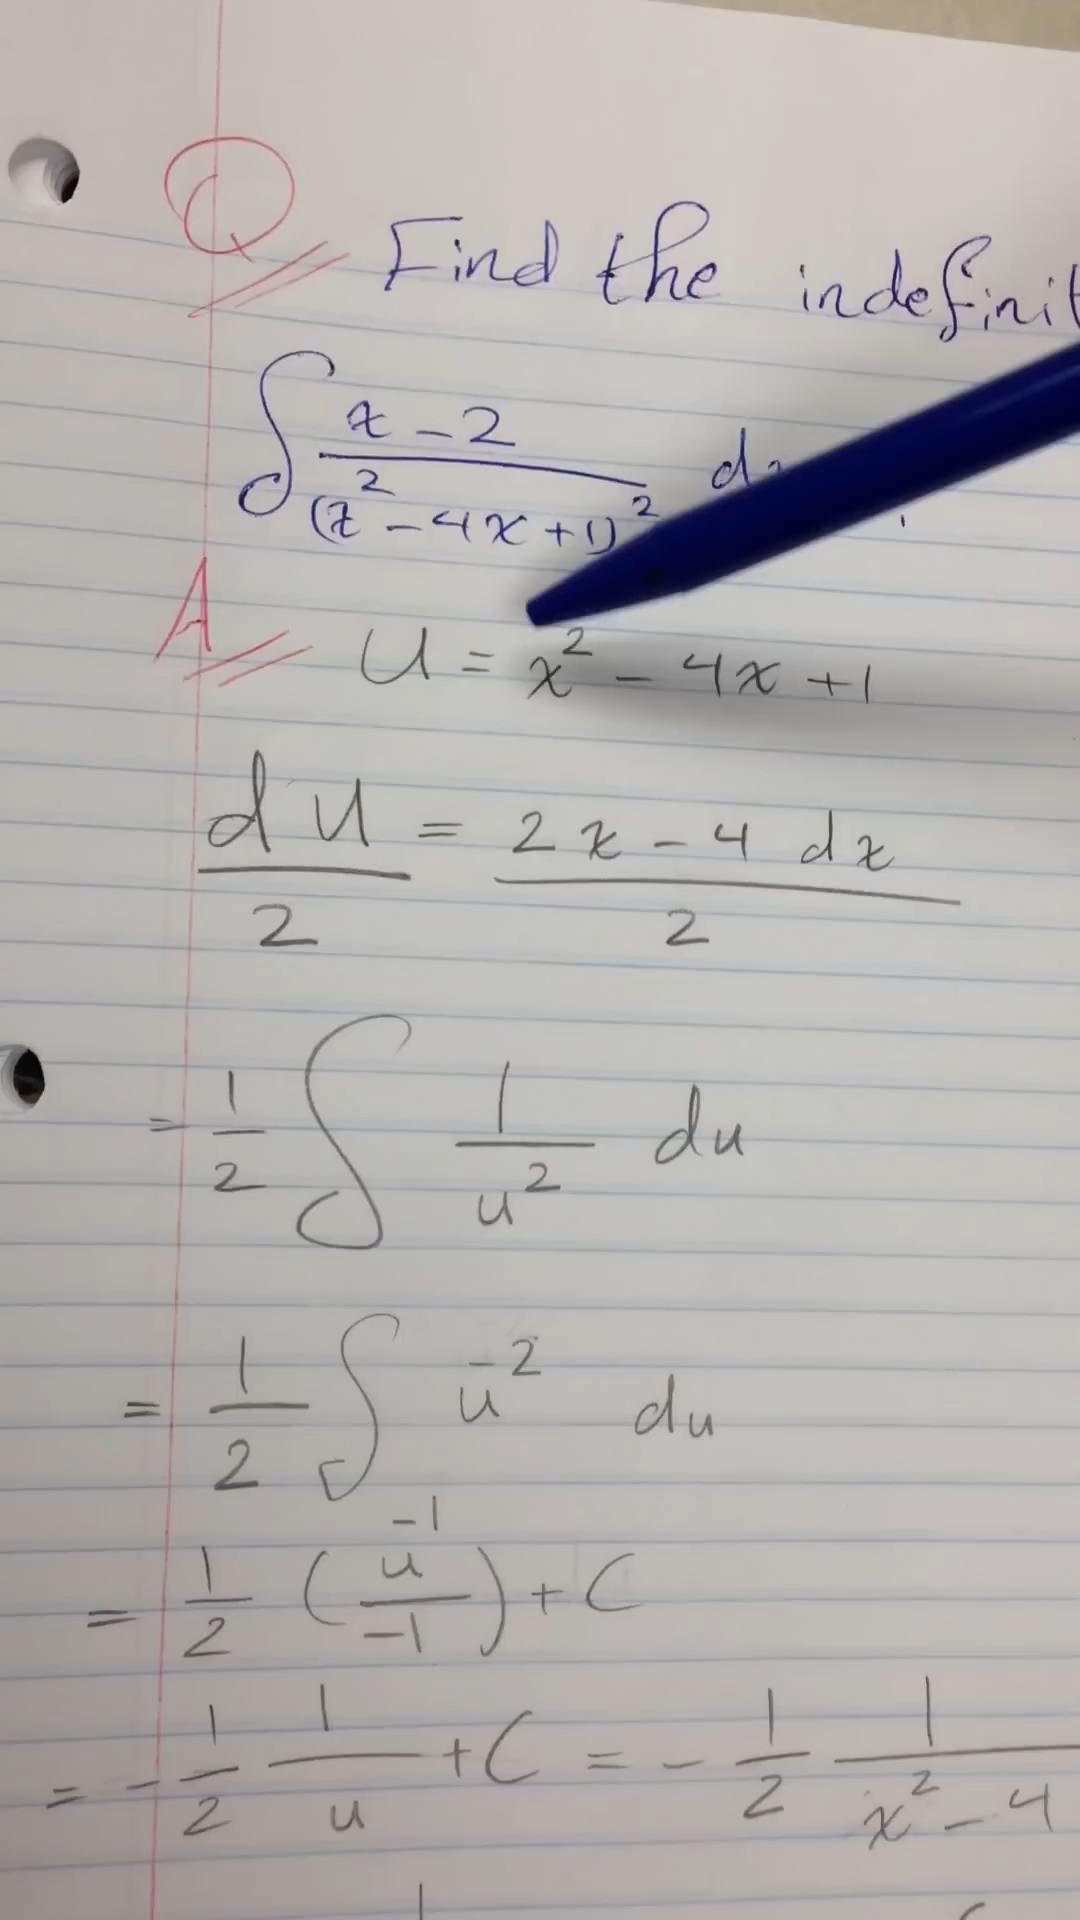 Q Find the indefinit
∫ x-2 / (x² - 4x + 1)² dx
A U = x² - 4x + 1
dU / 2 = 2x - 4 dx / 2
= 1/2 ∫ 1/u² du
= 1/2 ∫ u⁻² du
= 1/2 (u⁻¹ / -1) + C
= - 1/2 1/u + C = - 1/2 1 / x² - 4